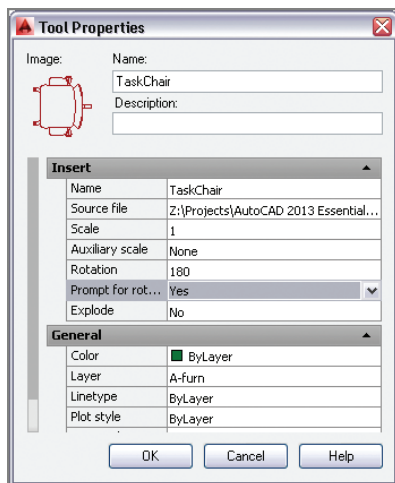 Tool Properties
Image:
Name:
TaskChair
Description:
Insert
Name TaskChair
Source file Z:\Projects\AutoCAD 2013 Essential...
Scale 1
Auxiliary scale None
Rotation 180
Prompt for rot... Yes
Explode No
General
Color ByLayer
Layer A-furn
Linetype ByLayer
Plot style ByLayer
OK Cancel Help